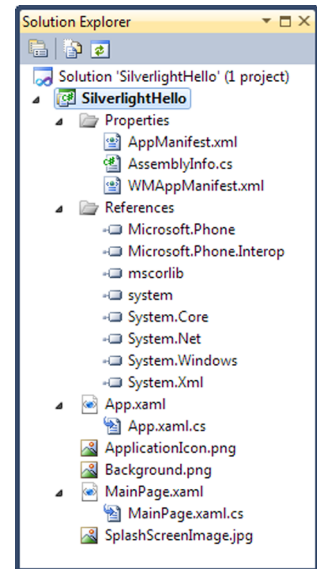 Solution Explorer
Solution 'SilverlightHello' (1 project)
SilverlightHello
Properties
AppManifest.xml
AssemblyInfo.cs
WMAppManifest.xml
References
Microsoft.Phone
Microsoft.Phone.Interop
mscorlib
system
System.Core
System.Net
System.Windows
System.Xml
App.xaml
App.xaml.cs
ApplicationIcon.png
Background.png
MainPage.xaml
MainPage.xaml.cs
SplashScreenImage.jpg